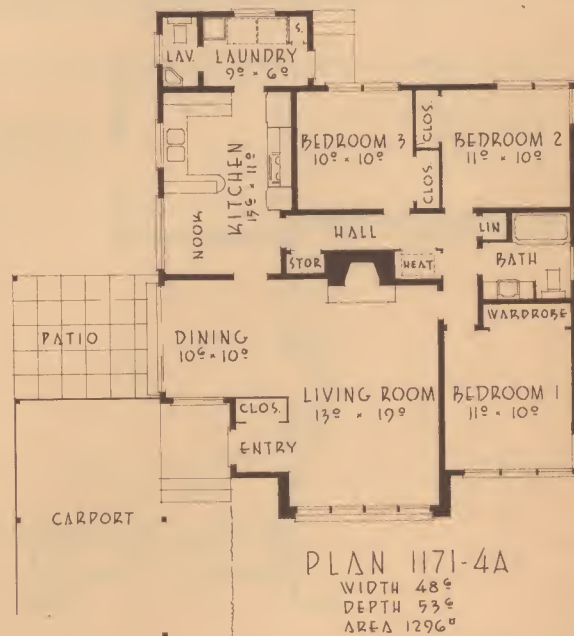 LAV.
LAUNDRY
9⁰ × 6⁰
S.
BEDROOM 3
10⁰ × 10⁰
CLOS.
CLOS.
BEDROOM 2
11⁰ × 10⁰
KITCHEN
15⁶ × 11⁰
NOOK
HALL
LIN
STOR
HEAT
BATH
WARDROBE
PATIO
DINING
10⁶ × 10⁰
LIVING ROOM
13⁰ × 19⁰
BEDROOM 1
11⁰ × 10⁰
CLOS.
ENTRY
CARPORT
PLAN 1171-4A
WIDTH 48⁶
DEPTH 53⁶
AREA 1296□